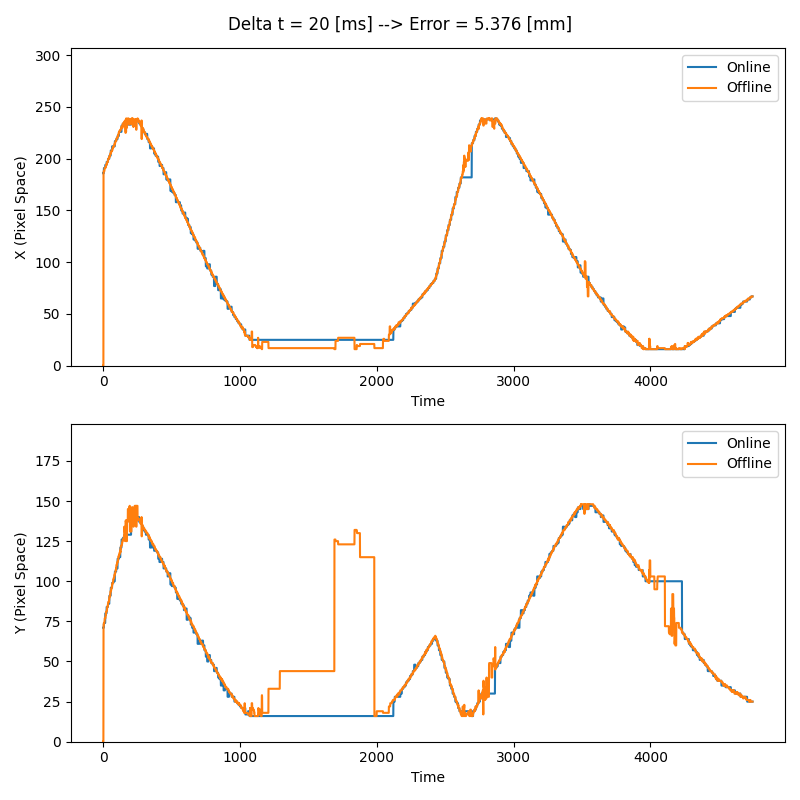 Delta t = 20 [ms] --> Error = 5.376 [mm]
300
250
200
150
100
50
0
X (Pixel Space)
Online
Offline
0
1000
2000
3000
4000
Time
175
150
125
100
75
50
25
0
Y (Pixel Space)
Online
Offline
0
1000
2000
3000
4000
Time